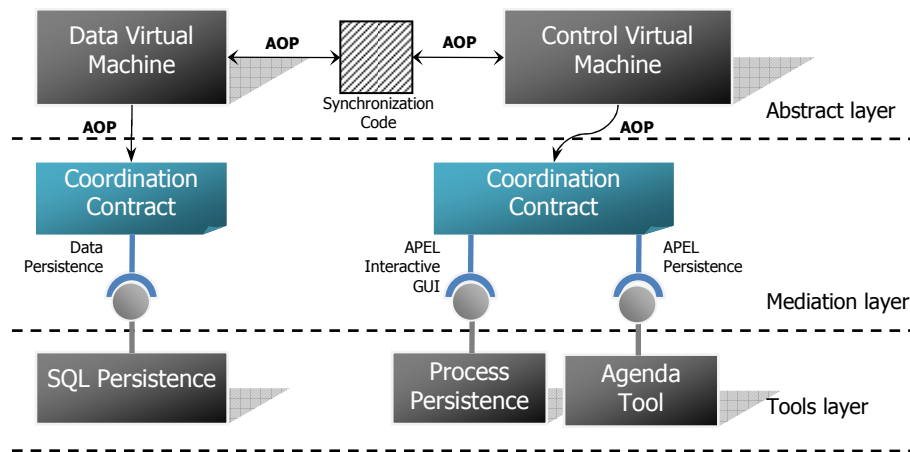 Data Virtual
Machine
AOP
AOP
Control Virtual
Machine
Synchronization
Code
Abstract layer
AOP
AOP
Coordination
Contract
Coordination
Contract
Data
Persistence
APEL
Interactive
GUI
APEL
Persistence
Mediation layer
SQL Persistence
Process
Persistence
Agenda
Tool
Tools layer